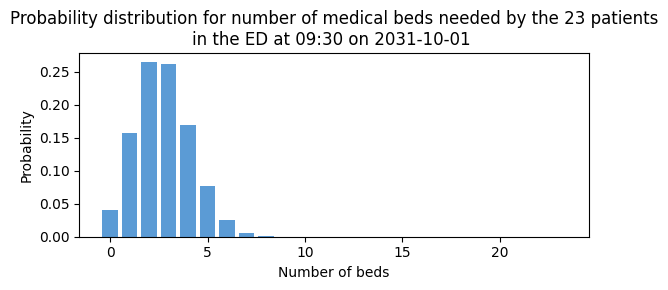 Probability distribution for number of medical beds needed by the 23 patients
in the ED at 09:30 on 2031-10-01
Probability
0.25
0.20
0.15
0.10
0.05
0.00
0 5 10 15 20
Number of beds